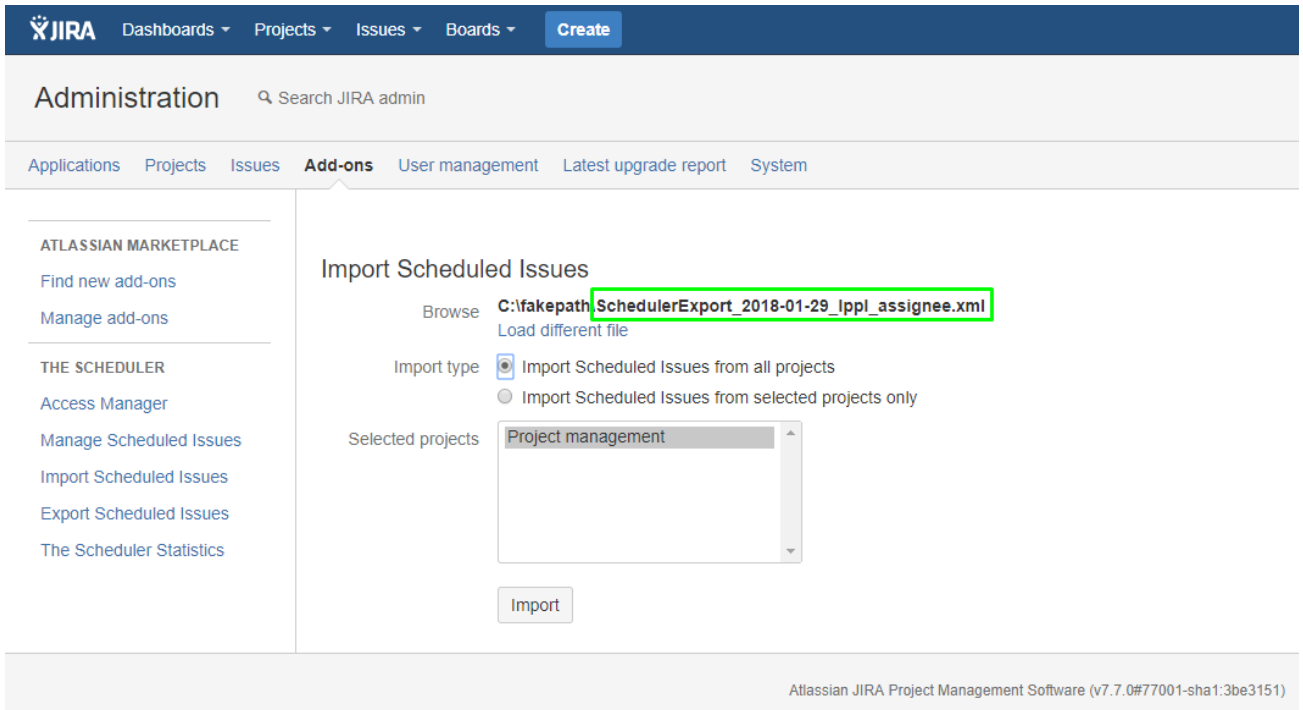 JIRA Dashboards Projects Issues Boards Create
Administration Search JIRA admin
Applications Projects Issues Add-ons User management Latest upgrade report System
ATLASSIAN MARKETPLACE
Find new add-ons
Manage add-ons
THE SCHEDULER
Access Manager
Manage Scheduled Issues
Import Scheduled Issues
Export Scheduled Issues
The Scheduler Statistics
Import Scheduled Issues
Browse C:\fakepath\SchedulerExport_2018-01-29_lppl_assignee.xml
Load different file
Import type Import Scheduled Issues from all projects
Import Scheduled Issues from selected projects only
Selected projects Project management
Import
Atlassian JIRA Project Management Software (v7.7.0#77001-sha1:3be3151)